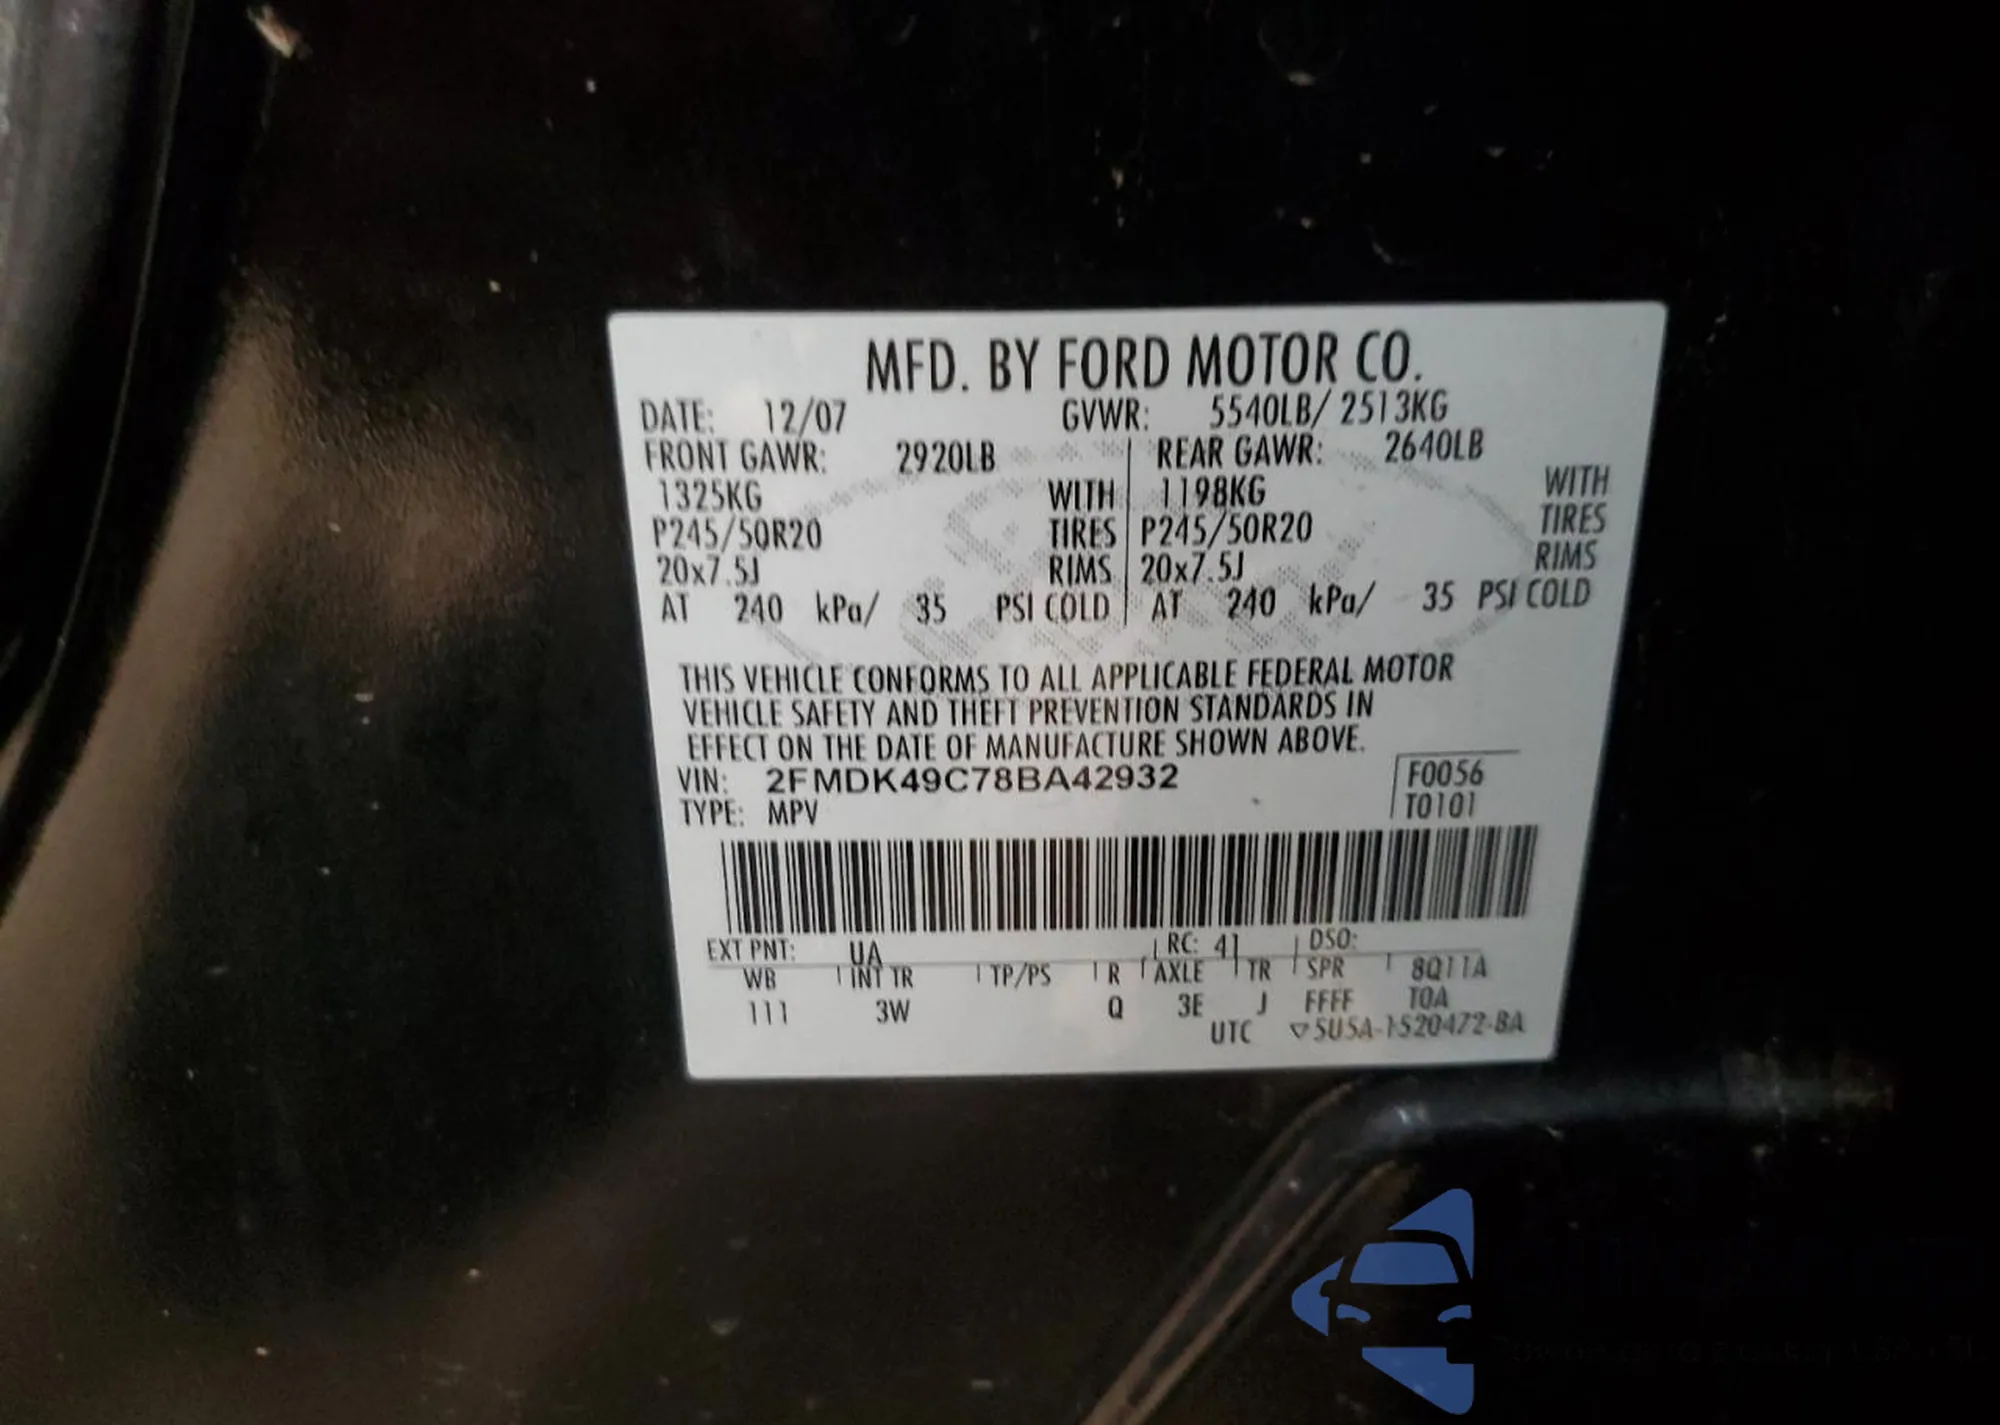 MFD. BY FORD MOTOR CO.
DATE: 12/07 GVWR: 5540LB/ 2513KG
FRONT GAWR: 2920LB REAR GAWR: 2640LB
1325KG WITH 1198KG WITH
P245/50R20 TIRES P245/50R20 TIRES
20x7.5J RIMS 20x7.5J RIMS
AT 240 kPa/ 35 PSI COLD AT 240 kPa/ 35 PSI COLD
THIS VEHICLE CONFORMS TO ALL APPLICABLE FEDERAL MOTOR
VEHICLE SAFETY AND THEFT PREVENTION STANDARDS IN
EFFECT ON THE DATE OF MANUFACTURE SHOWN ABOVE.
VIN: 2FMDK49C78BA42932 F0056
TYPE: MPV T0101
EXT PNT: UA RC: 41 DSO:
WB INT TR TP/PS R AXLE TR SPR 8Q11A
111 3W Q 3E J FFFF T0A
UTC ▽5U5A-1520472-BA